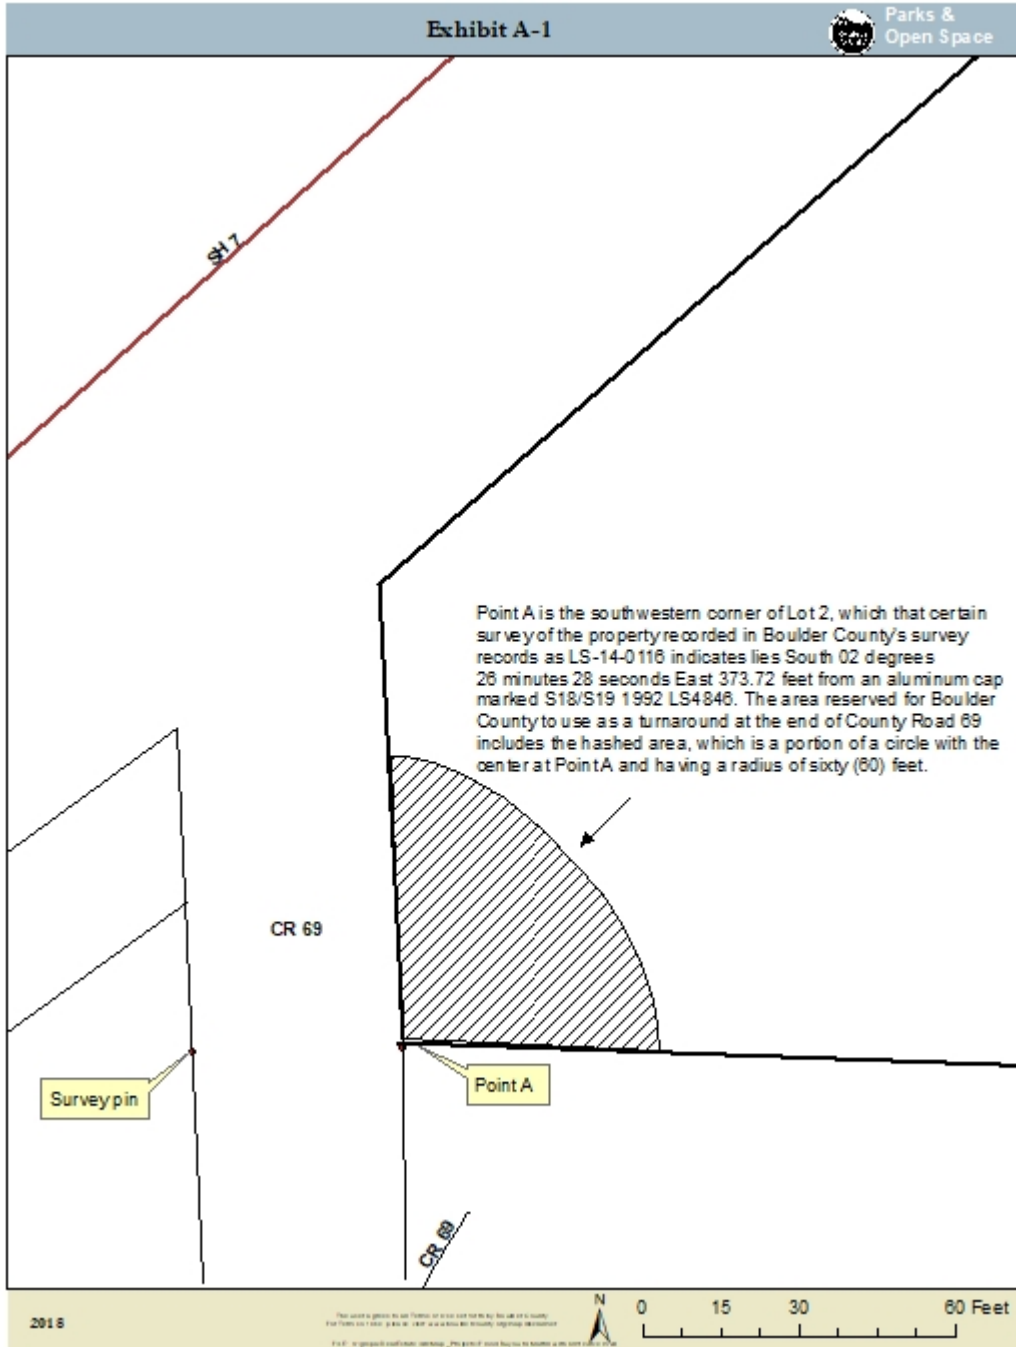 Exhibit A-1
Parks &
Open Space
SH 7
Point A is the southwestern corner of Lot 2, which that certain
survey of the property recorded in Boulder County's survey
records as LS-14-0116 indicates lies South 02 degrees
26 minutes 28 seconds East 373.72 feet from an aluminum cap
marked S18/S19 1992 LS4846. The area reserved for Boulder
County to use as a turnaround at the end of County Road 69
includes the hashed area, which is a portion of a circle with the
center at Point A and having a radius of sixty (60) feet.
CR 69
Survey pin
Point A
CR 69
N
0 15 30 60 Feet